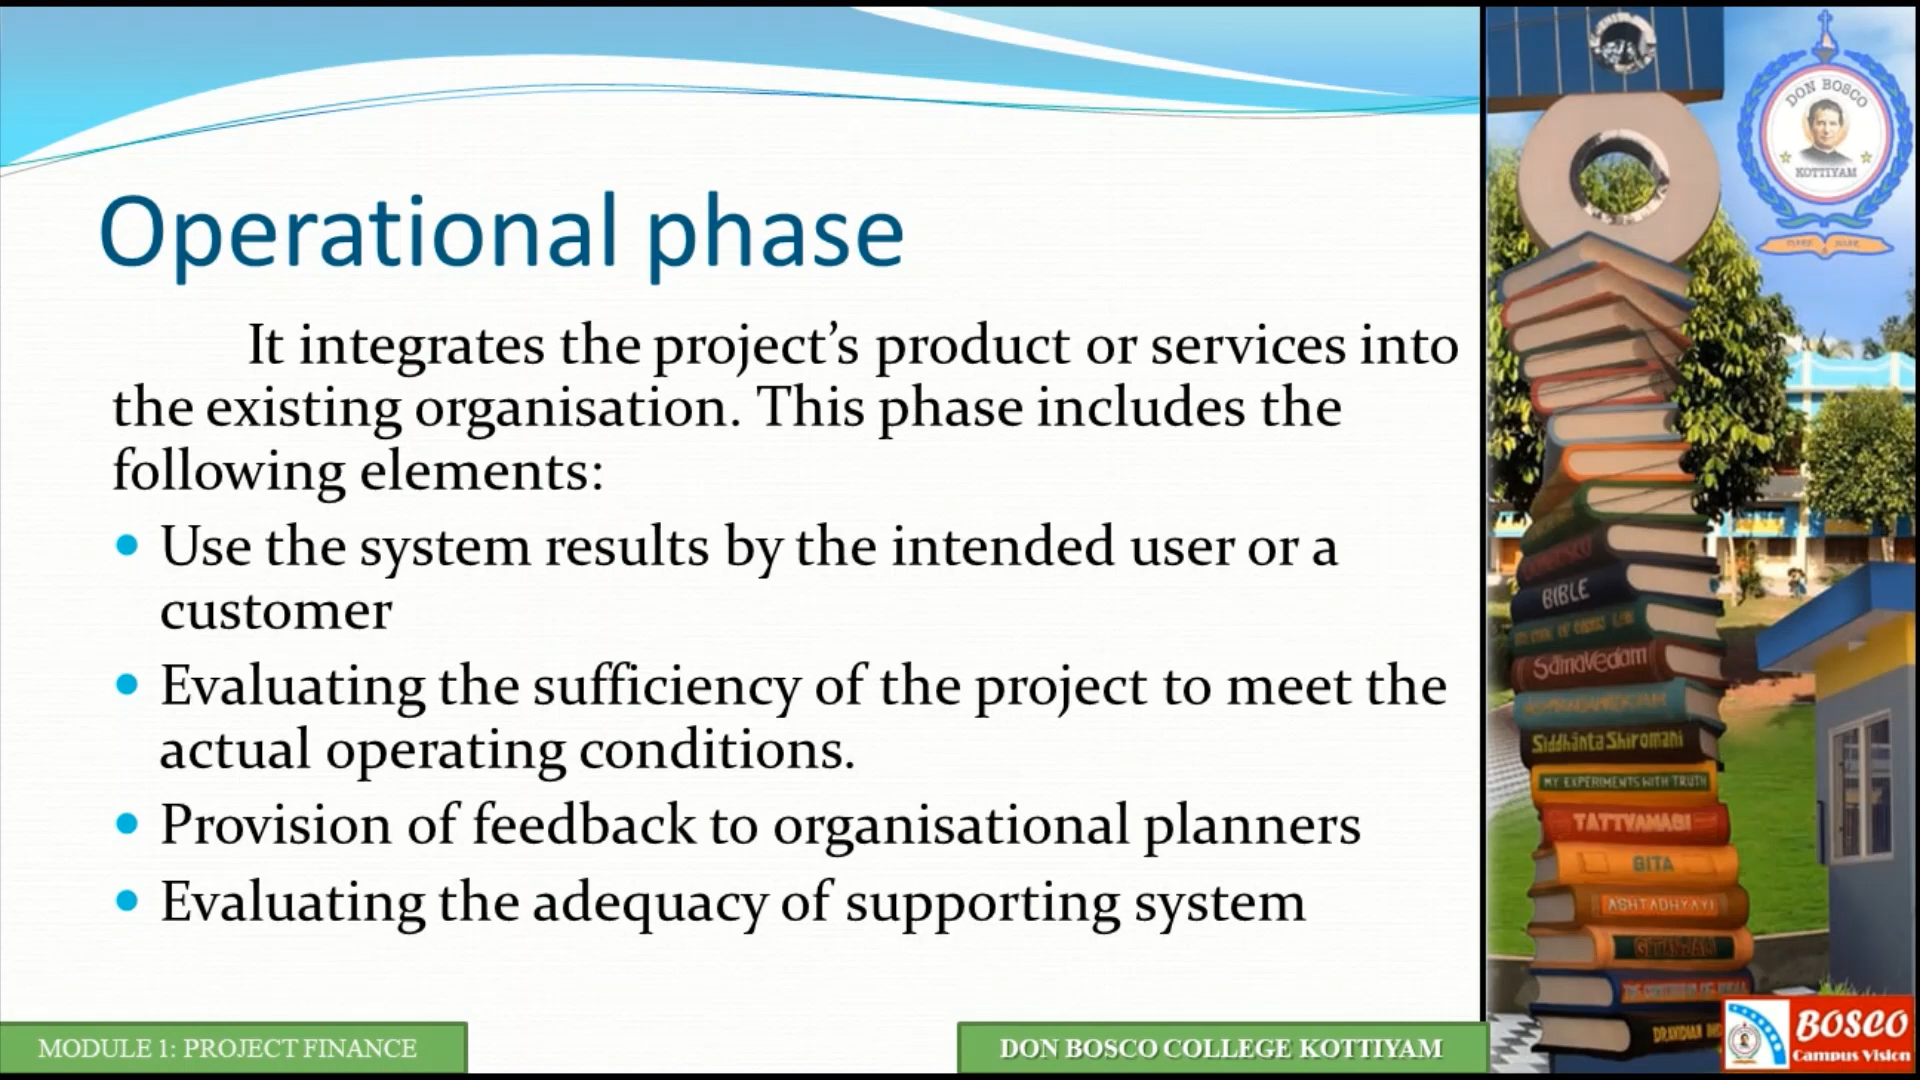 Operational phase
It integrates the project’s product or services into
the existing organisation. This phase includes the
following elements:
• Use the system results by the intended user or a
customer
• Evaluating the sufficiency of the project to meet the
actual operating conditions.
• Provision of feedback to organisational planners
• Evaluating the adequacy of supporting system
MODULE 1: PROJECT FINANCE
DON BOSCO COLLEGE KOTTIYAM
DON BOSCO
KOTTIYAM
BIBLE
SāmaVedam
Siddhānta Shiromani
MY EXPERIMENTS WITH TRUTH
GITA
ASHTADHYAYI
GITANJALI
BOSCO
Campus Vision